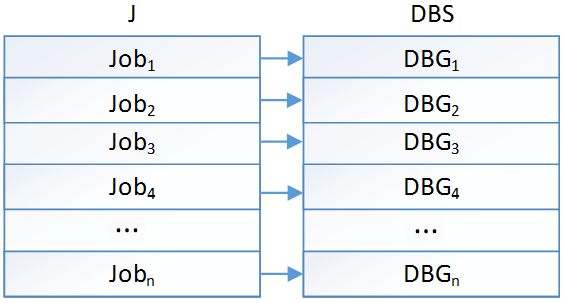 J DBS
Job₁ DBG₁
Job₂ DBG₂
Job₃ DBG₃
Job₄ DBG₄
... ...
Jobₙ DBGₙ